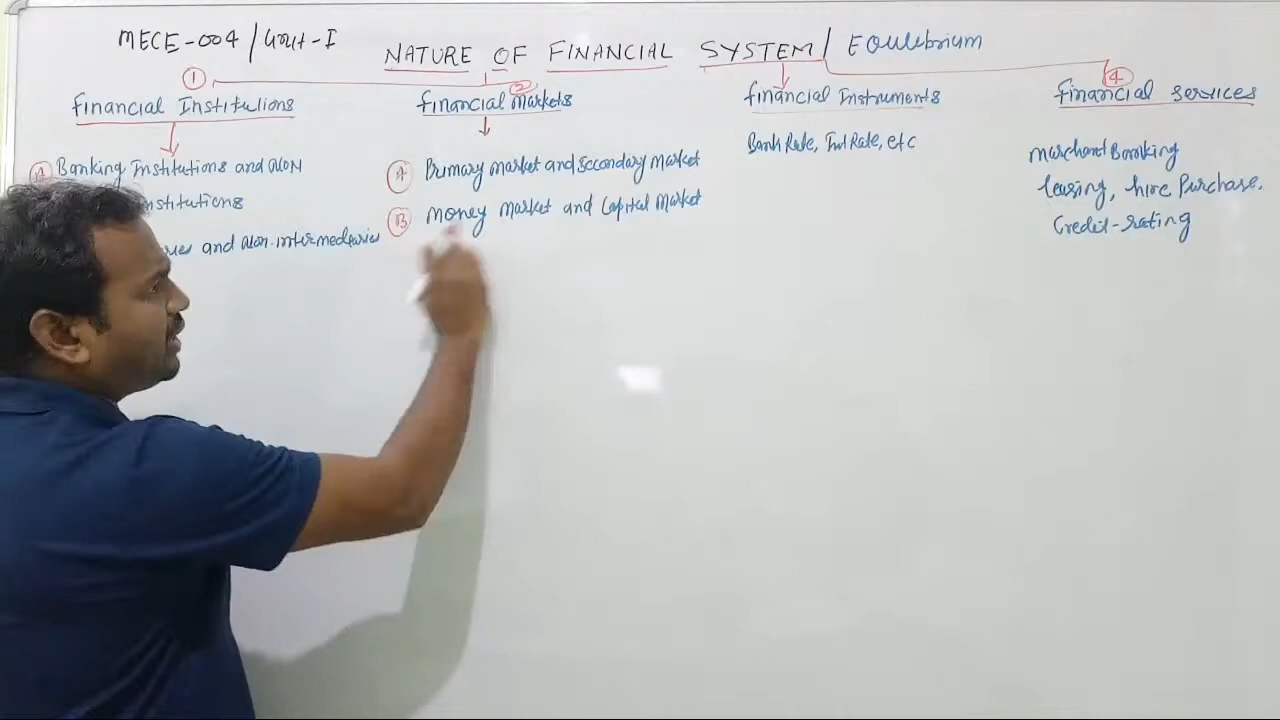 MECE-004 / Unit-I
NATURE OF FINANCIAL SYSTEM / Equlibrium
1
Financial Institutions
A Banking Institutions and NON
Institutions
and Non-intermediaries
2
Financial Markets
A Primary market and Secondary Market
B Money Market and Capital Market
Financial Instruments
Bank Rate, Int Rate, etc
4
Financial Services
Marchant Banking
leasing, hire Purchase,
Credit-rating